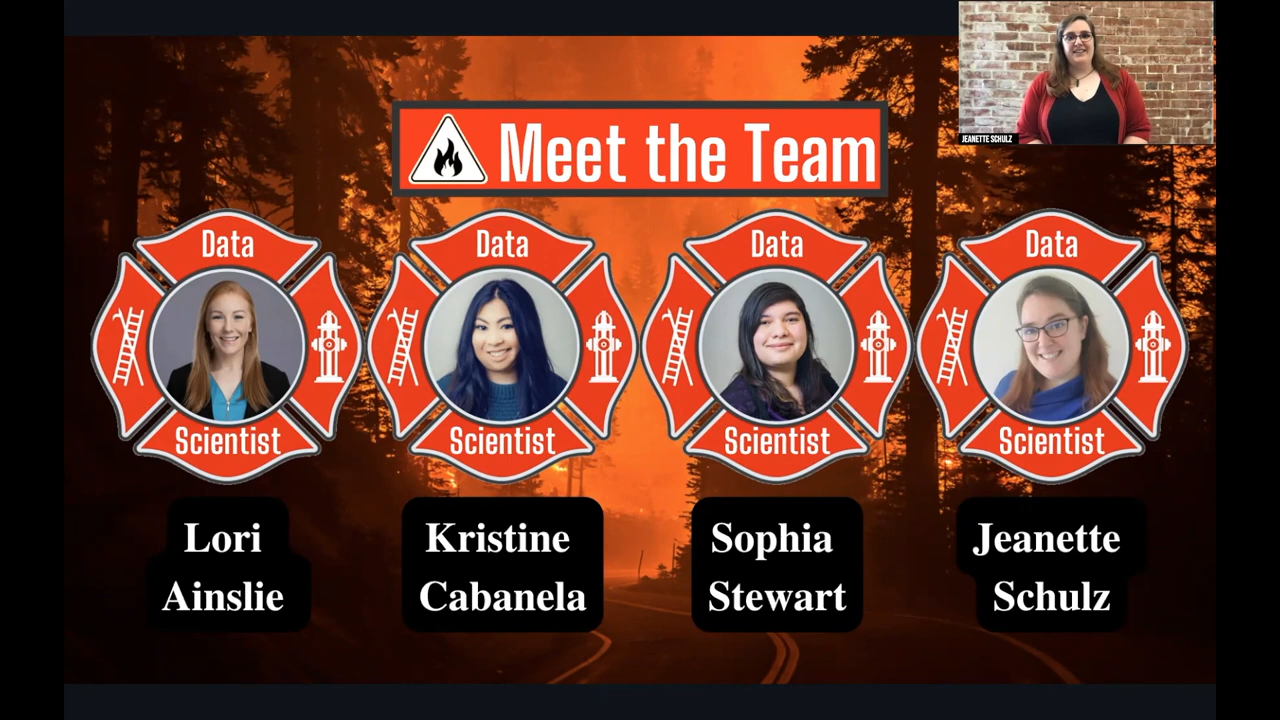 JEANETTE SCHULZ
Meet the Team
Data
Scientist
Data
Scientist
Data
Scientist
Data
Scientist
Lori
Ainslie
Kristine
Cabanela
Sophia
Stewart
Jeanette
Schulz